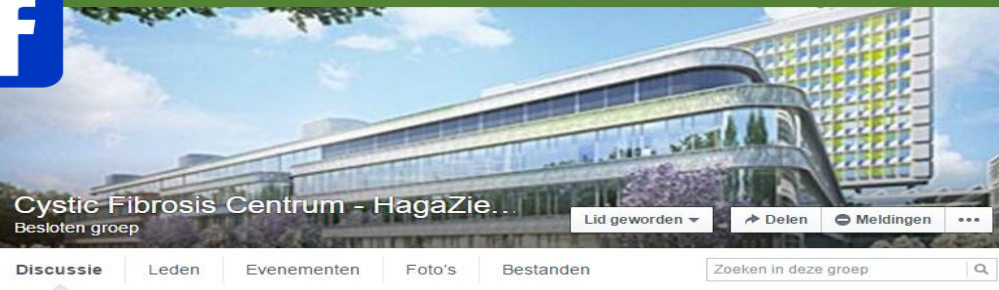 f
Cystic Fibrosis Centrum - HagaZie...
Besloten groep
Lid geworden
Delen
Meldingen
Discussie
Leden
Evenementen
Foto's
Bestanden
Zoeken in deze groep